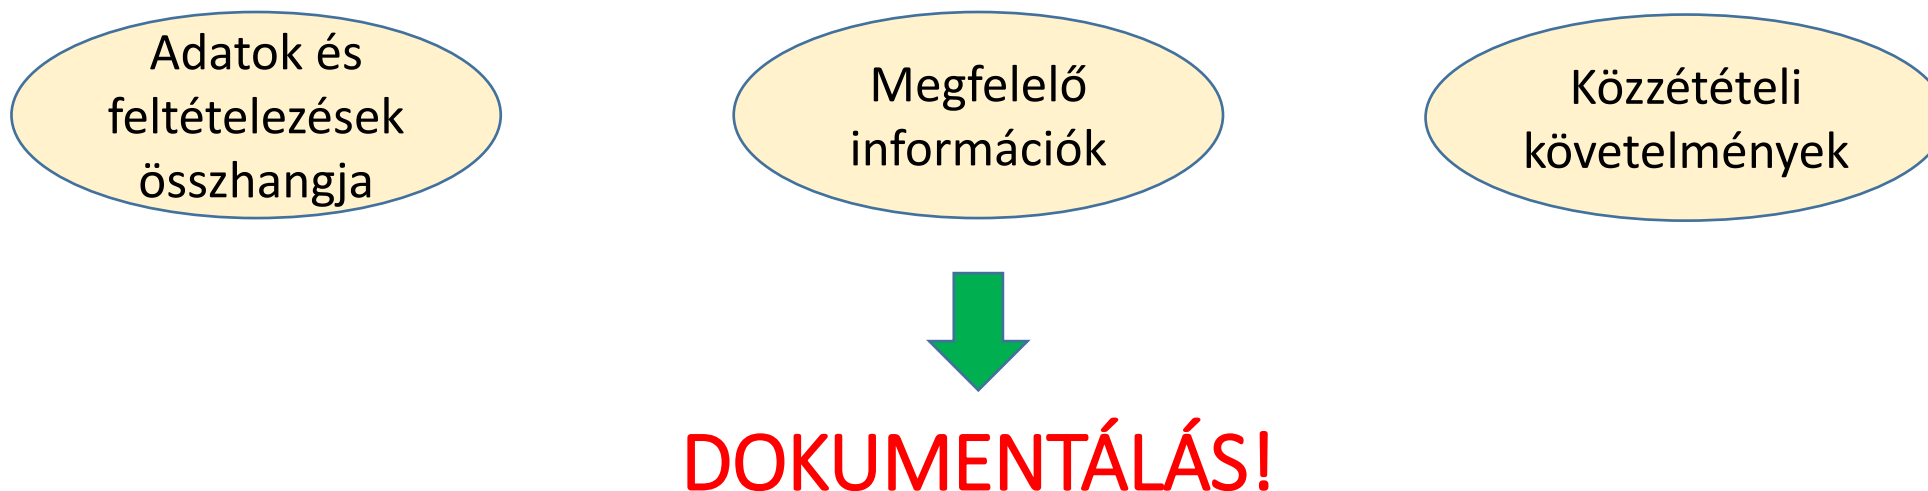 Adatok és
feltételezések
összhangja
Megfelelő
információk
Közzétételi
követelmények
DOKUMENTÁLÁS!